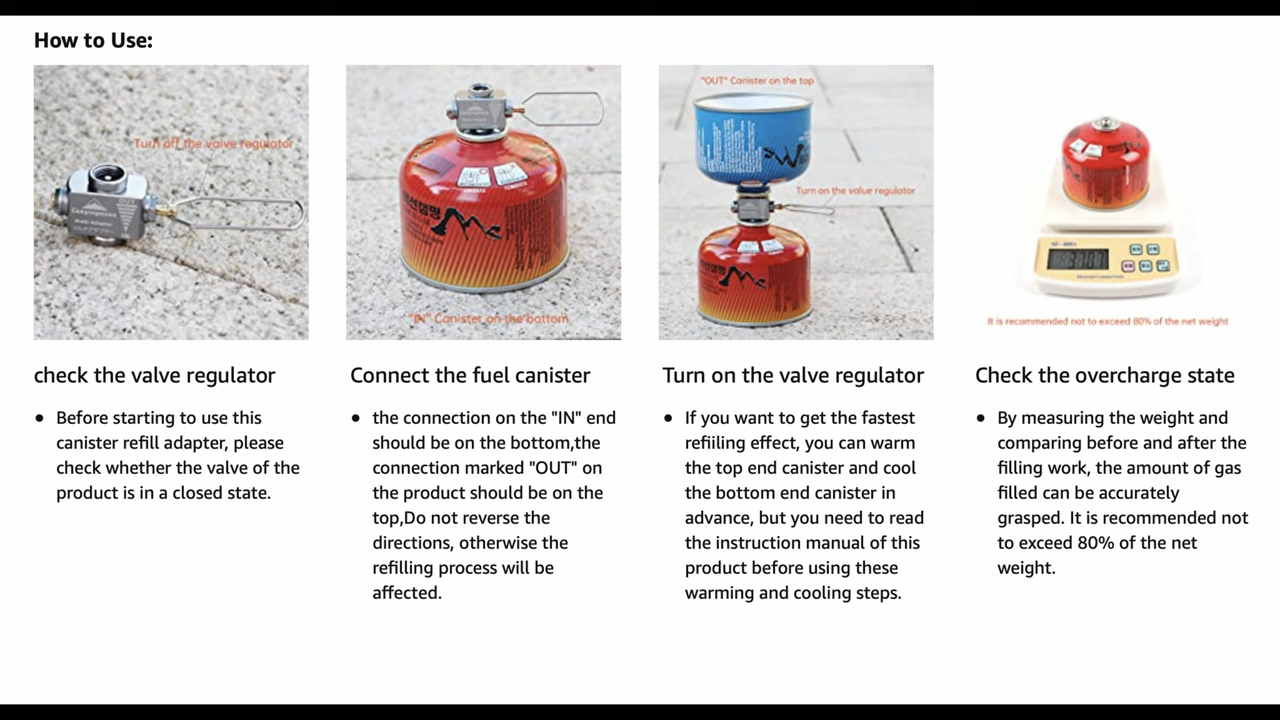 How to Use:
Turn off the valve regulator
Campingmoon
Multi Adapter
OUT
"IN" Canister on the bottom
"OUT" Canister on the top
Turn on the valve regulator
It is recommended not to exceed 80% of the net weight
check the valve regulator
● Before starting to use this
canister refill adapter, please
check whether the valve of the
product is in a closed state.
Connect the fuel canister
● the connection on the "IN" end
should be on the bottom,the
connection marked "OUT" on
the product should be on the
top,Do not reverse the
directions, otherwise the
refilling process will be
affected.
Turn on the valve regulator
● If you want to get the fastest
refiiling effect, you can warm
the top end canister and cool
the bottom end canister in
advance, but you need to read
the instruction manual of this
product before using these
warming and cooling steps.
Check the overcharge state
● By measuring the weight and
comparing before and after the
filling work, the amount of gas
filled can be accurately
grasped. It is recommended not
to exceed 80% of the net
weight.